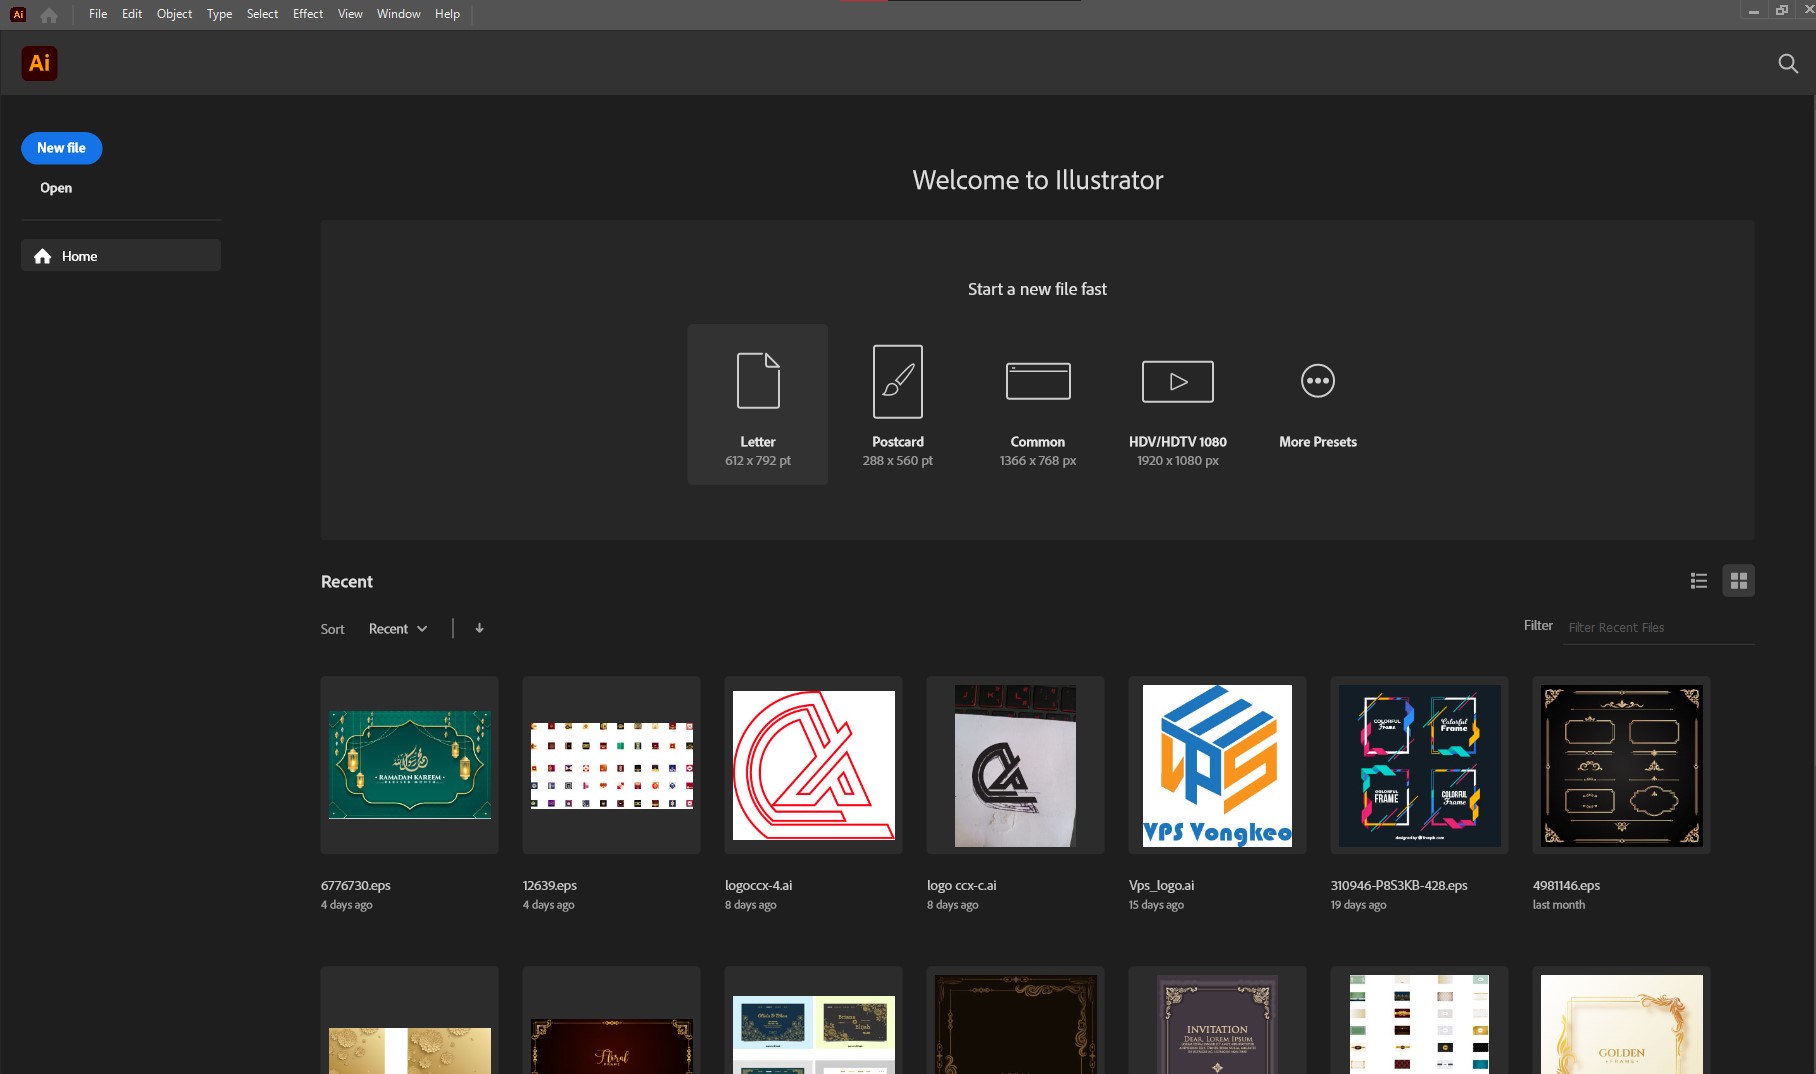 Ai File Edit Object Type Select Effect View Window Help
Ai
New file
Open
Home
Welcome to Illustrator
Start a new file fast
Letter
612 x 792 pt
Postcard
288 x 560 pt
Common
1366 x 768 px
HDV/HDTV 1080
1920 x 1080 px
More Presets
Recent
Sort Recent
Filter Filter Recent Files
RAMADAN KAREEM
VPS Vongkeo
COLORFUL
Frame
Colorful
Frame
COLORFUL
FRAME
COLORFUL
Frame
designed by freepik.com
6776730.eps
4 days ago
12639.eps
4 days ago
logoccx-4.ai
8 days ago
logo ccx-c.ai
8 days ago
Vps_logo.ai
15 days ago
310946-P8S3KB-428.eps
19 days ago
4981146.eps
last month
Floral
INVITATION
DEAR, LOREM IPSUM
GOLDEN
FRAME